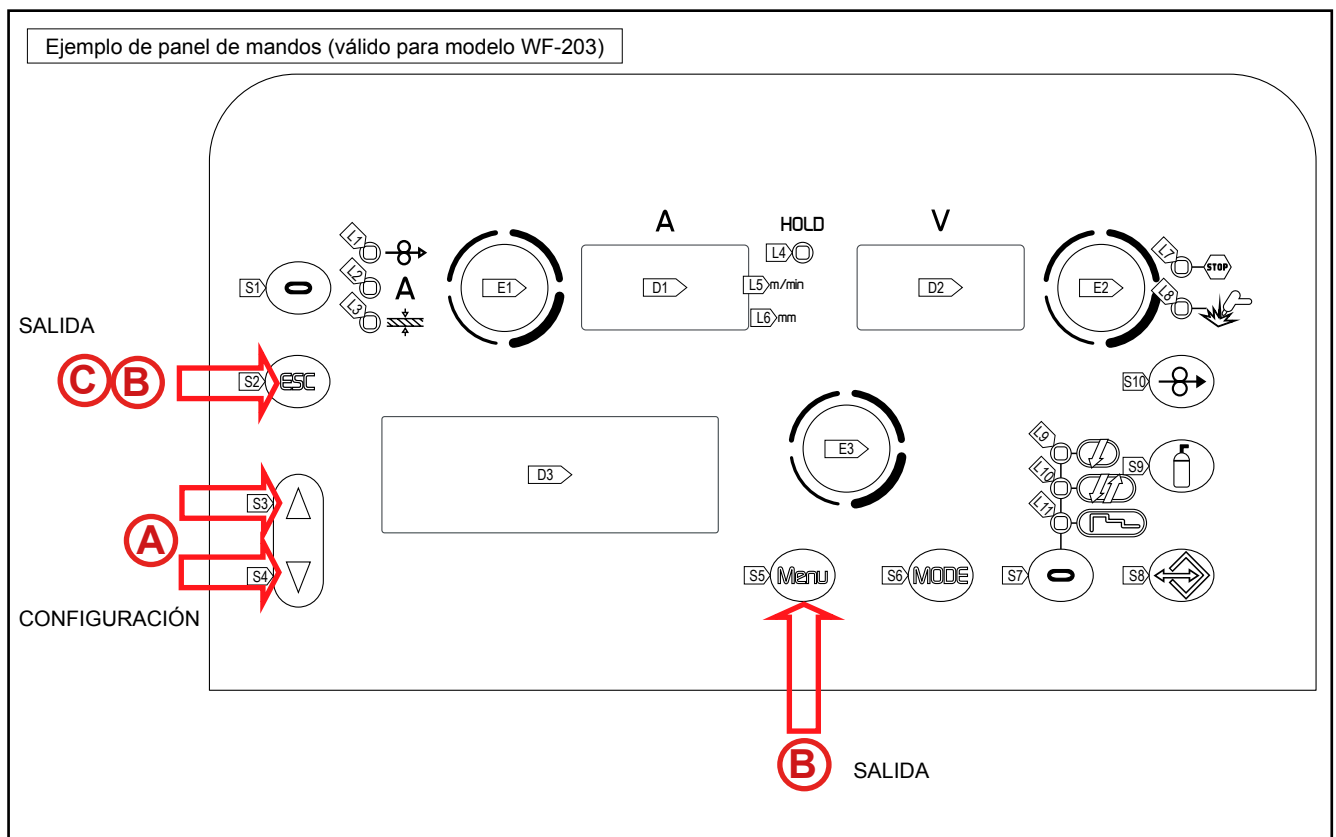 Ejemplo de panel de mandos (válido para modelo WF-203)
A
HOLD
V
L1
L2
A
L3
L4
L5 m/min
L6 mm
L7
STOP
L8
S1
E1
D1
D2
E2
SALIDA
C B
S2 ESC
S10
D3
E3
L9
L10
L11
S9
S3
A
S4
S5 Menu
S6 MODE
S7
S8
CONFIGURACIÓN
B
SALIDA